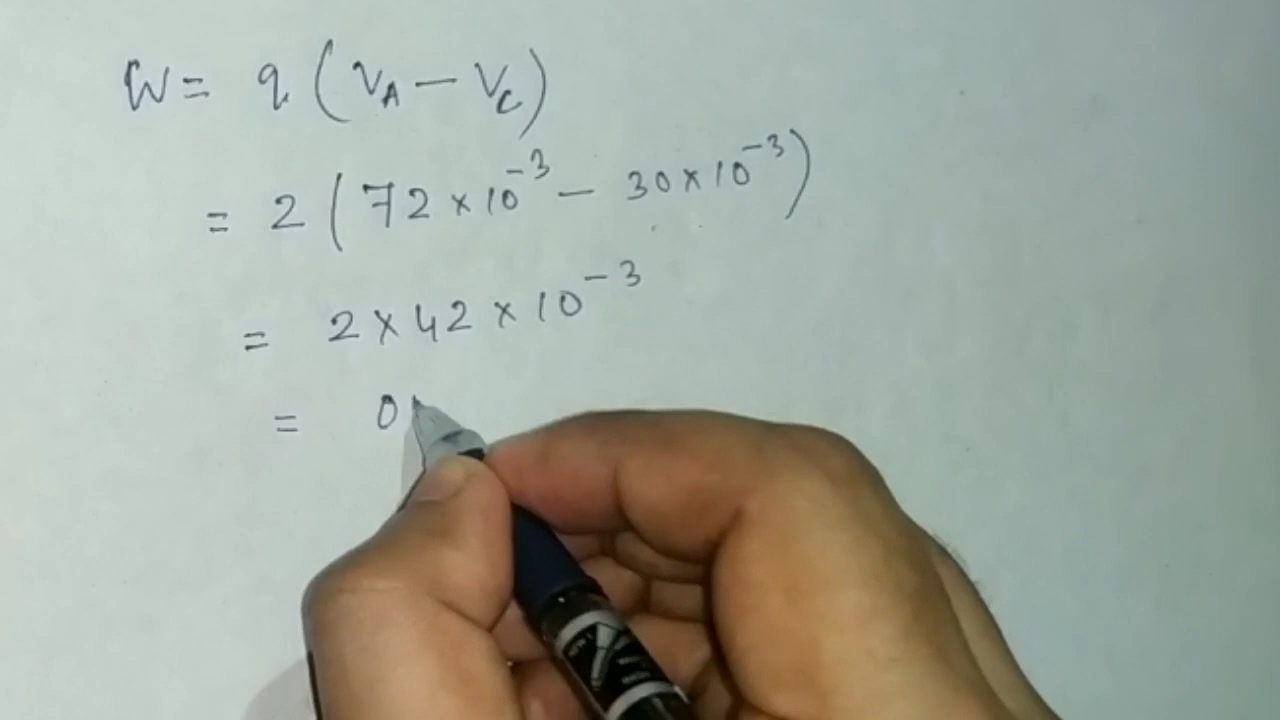 W = q (V_A - V_C)
= 2 (72 × 10^-3 - 30 × 10^-3)
= 2 × 42 × 10^-3
= 0